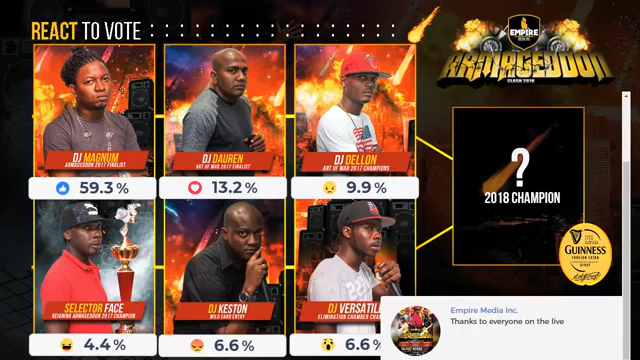 REACT TO VOTE
EMPIRE
ARMAGEDDON
CLASH 2018
DJ MAGNUM
ARMAGEDDON 2017 FINALIST
DJ DAUREN
ART OF WAR 2017 FINALIST
DJ DELLON
ART OF WAR 2017 CHAMPIONS
59.3 %
13.2 %
9.9 %
?
2018 CHAMPION
SELECTOR FACE
REIGNING ARMAGEDDON 2017 CHAMPION
DJ KESTON
WILD CARD ENTRY
DJ VERSATIL
ELIMINATION CHAMBER CHAM
GUINNESS
FOREIGN EXTRA
STOUT
4.4 %
6.6 %
6.6 %
Empire Media Inc.
Thanks to everyone on the live